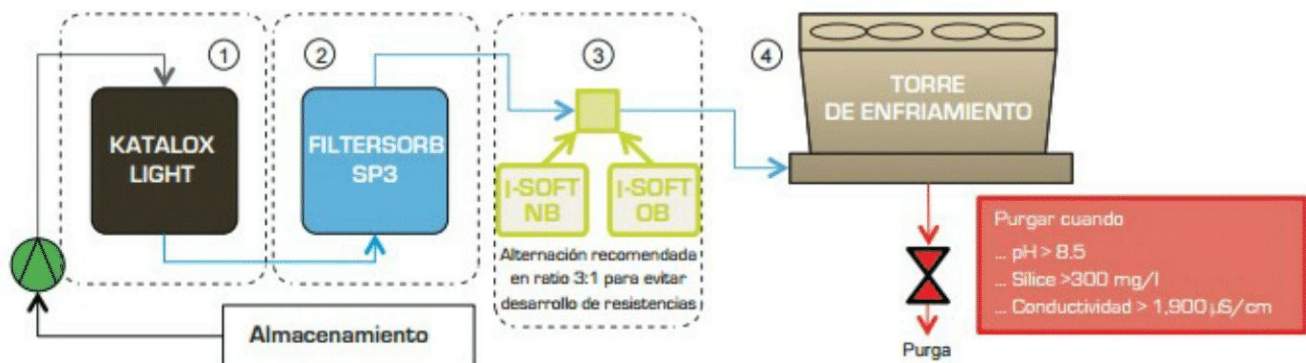 1
2
3
4
KATALOX
LIGHT
FILTERSORB
SP3
I-SOFT
NB
I-SOFT
OB
Alternación recomendada
en ratio 3:1 para evitar
desarrollo de resistencias
TORRE
DE ENFRIAMIENTO
Purgar cuando
... pH > 8.5
... Sílice >300 mg/l
... Conductividad > 1,900 µS/cm
Almacenamiento
Purga